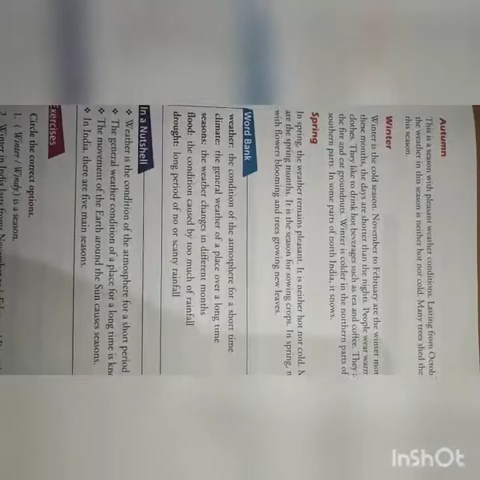 Autumn
This is a season with pleasant weather conditions. Lasting from Octob
the weather in this season is neither hot nor cold. Many trees shed the
this season.
Winter
Winter is the cold season. November to February are the winter mon
these months, the days are shorter than the nights. People wear warm
clothes. They like to drink hot beverages such as tea and coffee. They
the fire and eat groundnuts. Winter is colder in the northern parts of
southern parts. In some parts of north India, it snows.
Spring
In spring, the weather remains pleasant. It is neither hot nor cold. M
are the spring months. It is the season for sowing crops. In spring,
with flowers blooming and trees growing new leaves.
Word Bank
weather: the condition of the atmosphere for a short time
climate: the general weather of a place over a long time
seasons: the weather changes in different months
flood: the condition caused by too much of rainfall
drought: long period of no or scanty rainfall
In a Nutshell
❖ Weather is the condition of the atmosphere for a short period
❖ The general weather condition of a place for a long time is kno
❖ The movement of the Earth around the Sun causes seasons.
❖ In India, there are five main seasons.
Exercises
Circle the correct options.
1. (Winter / Windy) is a season.
2. Winter in India lasts from November to
InShOt